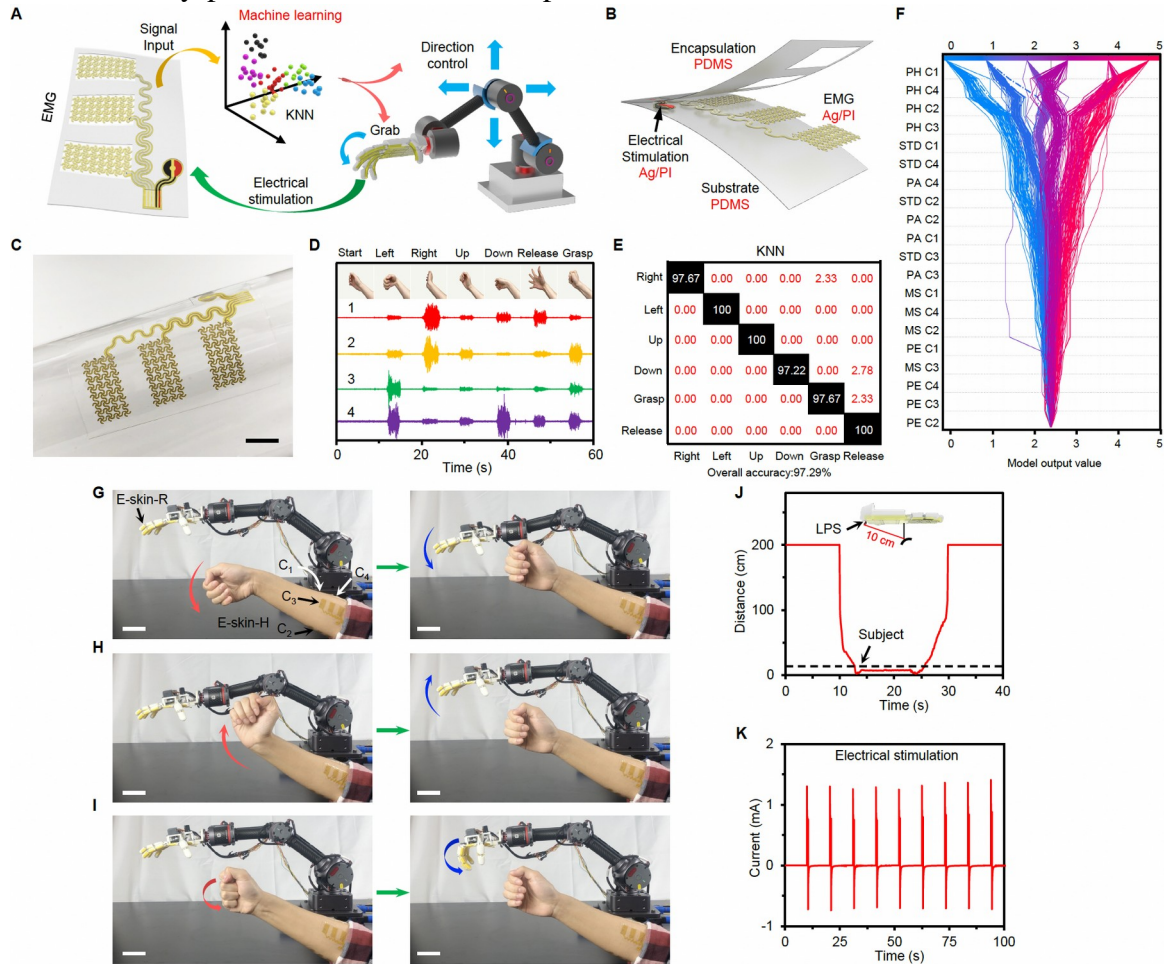 A
Signal
Input
Machine learning
KNN
EMG
Grab
Direction
control
Electrical
stimulation
B
Encapsulation
PDMS
EMG
Ag/PI
Electrical
Stimulation
Ag/PI
Substrate
PDMS
C
D
Start Left Right Up Down Release Grasp
1
2
3
4
0 20 40 60
Time (s)
E
KNN
Right 97.67 0.00 0.00 0.00 2.33 0.00
Left 0.00 100 0.00 0.00 0.00 0.00
Up 0.00 0.00 100 0.00 0.00 0.00
Down 0.00 0.00 0.00 97.22 0.00 2.78
Grasp 0.00 0.00 0.00 0.00 97.67 2.33
Release 0.00 0.00 0.00 0.00 0.00 100
Right Left Up Down Grasp Release
Overall accuracy:97.29%
F
0 1 2 3 4 5
PH C1
PH C4
PH C2
PH C3
STD C1
STD C4
PA C4
STD C2
PA C2
PA C1
STD C3
PA C3
MS C1
MS C4
MS C2
PE C1
MS C3
PE C4
PE C3
PE C2
0 1 2 3 4 5
Model output value
G
E-skin-R
C1
C4
C3
E-skin-H
C2
H
I
J
LPS
10 cm
Subject
Distance (cm)
200
100
0
0 10 20 30 40
Time (s)
K
Electrical stimulation
Current (mA)
2
1
0
-1
0 25 50 75 100
Time (s)